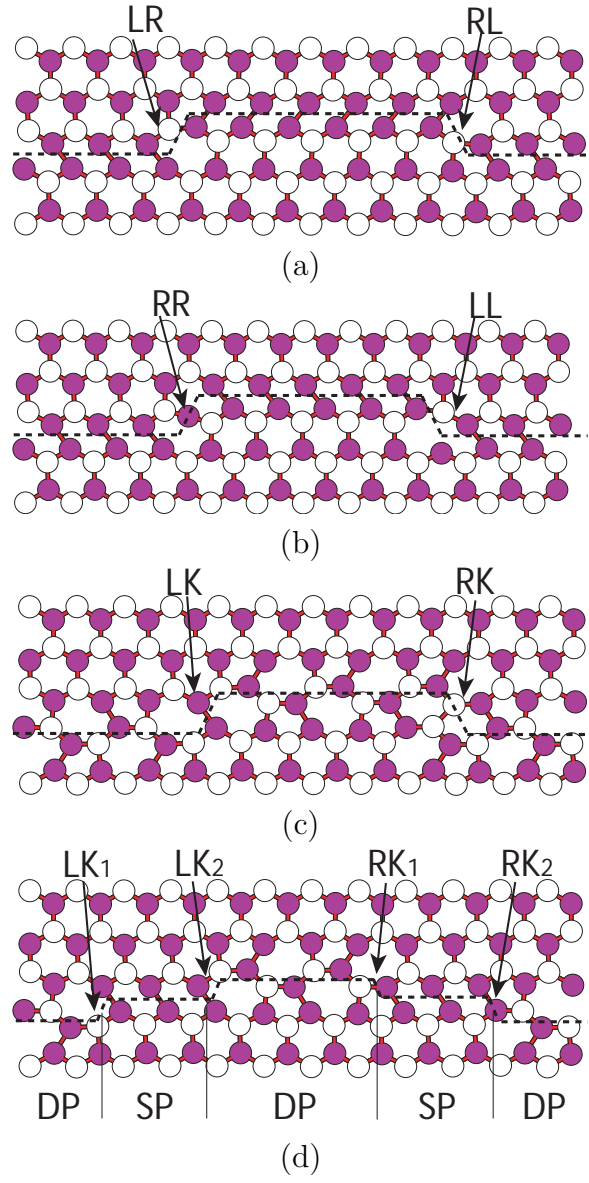 LR RL
(a)
RR LL
(b)
LK RK
(c)
LK1 LK2 RK1 RK2
DP SP DP SP DP
(d)